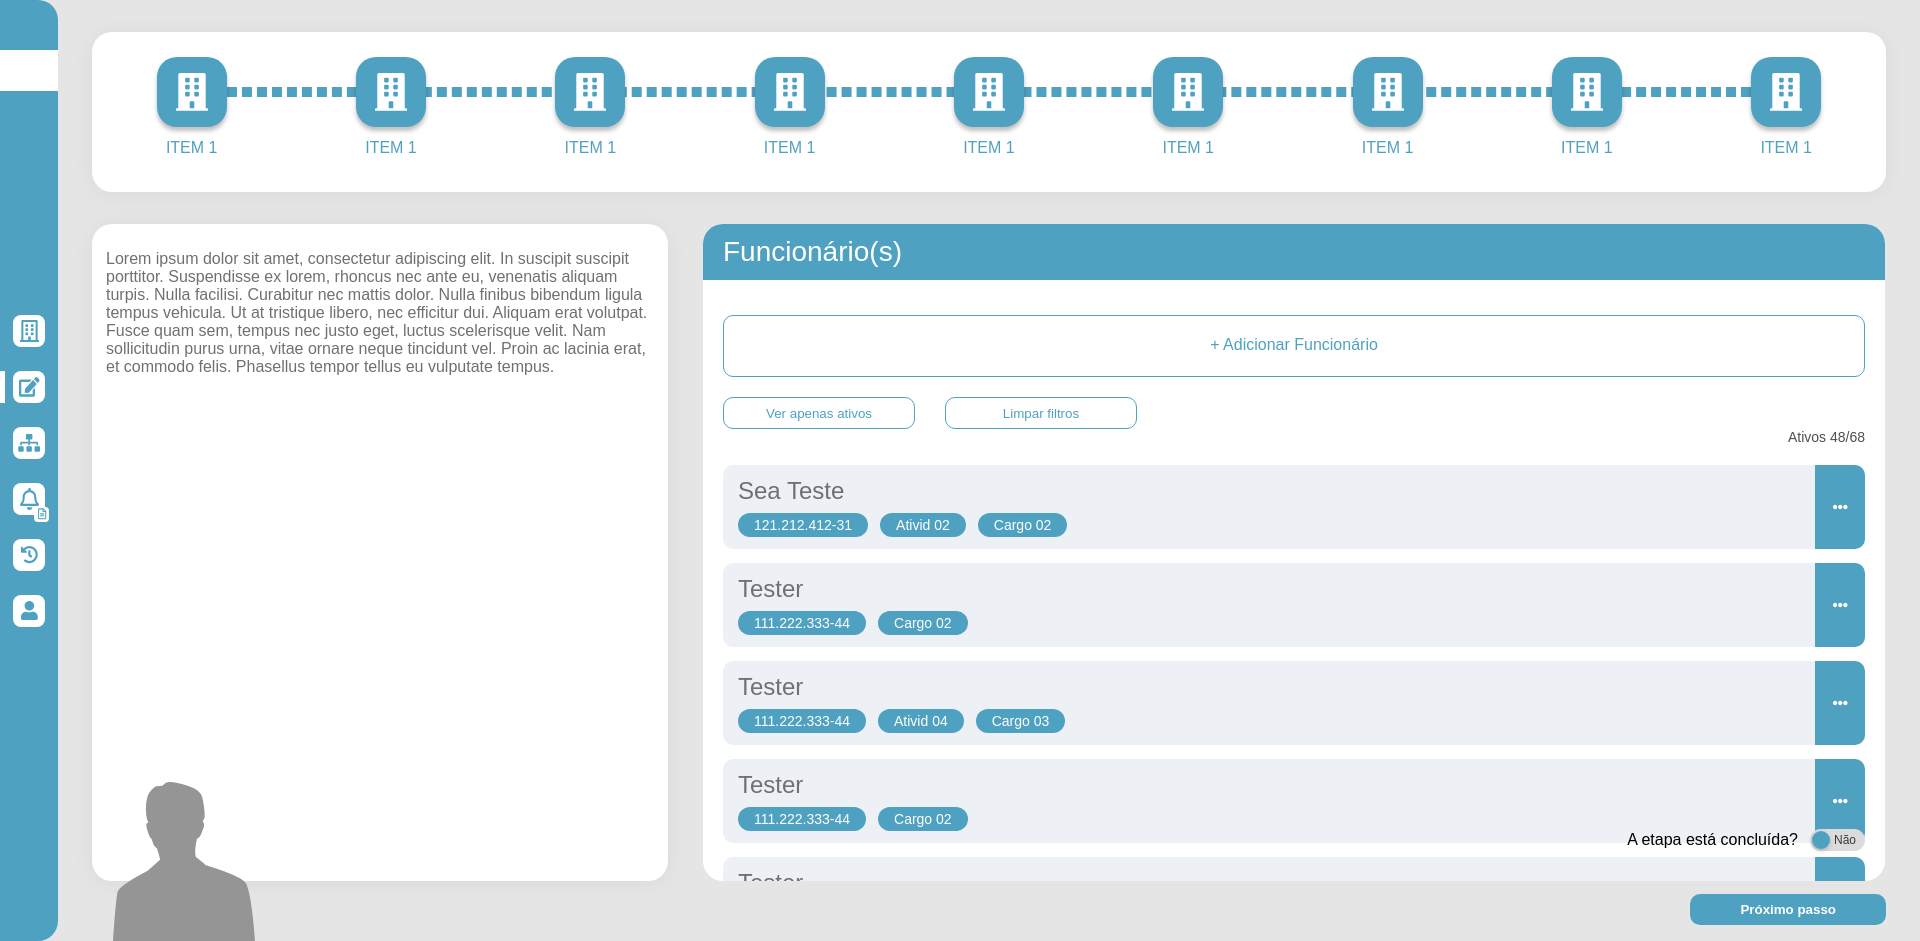 ITEM 1 ITEM 1 ITEM 1 ITEM 1 ITEM 1 ITEM 1 ITEM 1 ITEM 1 ITEM 1
Lorem ipsum dolor sit amet, consectetur adipiscing elit. In suscipit suscipit
porttitor. Suspendisse ex lorem, rhoncus nec ante eu, venenatis aliquam
turpis. Nulla facilisi. Curabitur nec mattis dolor. Nulla finibus bibendum ligula
tempus vehicula. Ut at tristique libero, nec efficitur dui. Aliquam erat volutpat.
Fusce quam sem, tempus nec justo eget, luctus scelerisque velit. Nam
sollicitudin purus urna, vitae ornare neque tincidunt vel. Proin ac lacinia erat,
et commodo felis. Phasellus tempor tellus eu vulputate tempus.
Funcionário(s)
+ Adicionar Funcionário
Ver apenas ativos Limpar filtros
Ativos 48/68
Sea Teste
121.212.412-31 Ativid 02 Cargo 02
Tester
111.222.333-44 Cargo 02
Tester
111.222.333-44 Ativid 04 Cargo 03
Tester
111.222.333-44 Cargo 02
A etapa está concluída? Não
Tester
Próximo passo